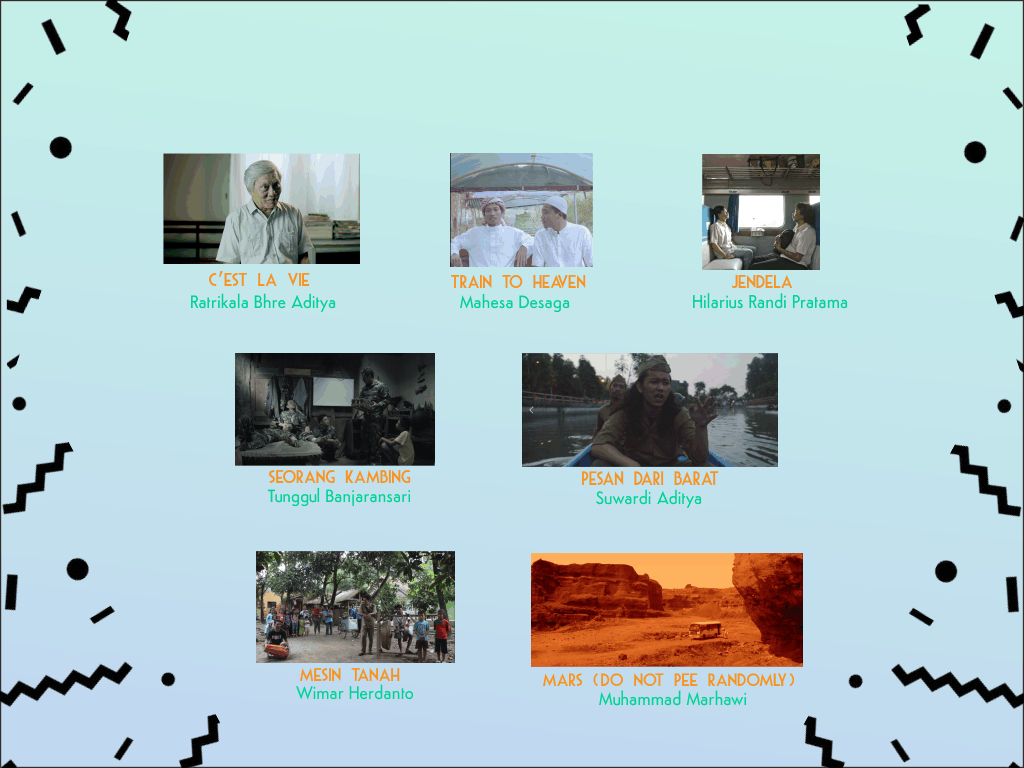 C'EST LA VIE
Ratrikala Bhre Aditya
TRAIN TO HEAVEN
Mahesa Desaga
JENDELA
Hilarius Randi Pratama
SEORANG KAMBING
Tunggul Banjaransari
PESAN DARI BARAT
Suwardi Aditya
MESIN TANAH
Wimar Herdanto
MARS (DO NOT PEE RANDOMLY)
Muhammad Marhawi